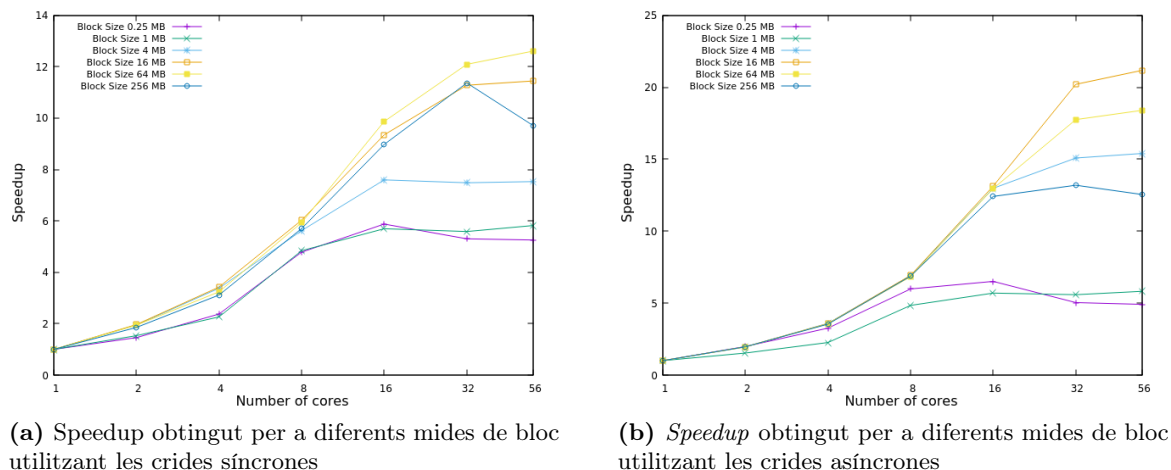 14
12
10
8
6
4
2
0
Speedup
Block Size 0.25 MB
Block Size 1 MB
Block Size 4 MB
Block Size 16 MB
Block Size 64 MB
Block Size 256 MB
1 2 4 8 16 32 56
Number of cores
(a) Speedup obtingut per a diferents mides de bloc
utilitzant les crides síncrones
25
20
15
10
5
0
Speedup
Block Size 0.25 MB
Block Size 1 MB
Block Size 4 MB
Block Size 16 MB
Block Size 64 MB
Block Size 256 MB
1 2 4 8 16 32 56
Number of cores
(b) Speedup obtingut per a diferents mides de bloc
utilitzant les crides asíncrones